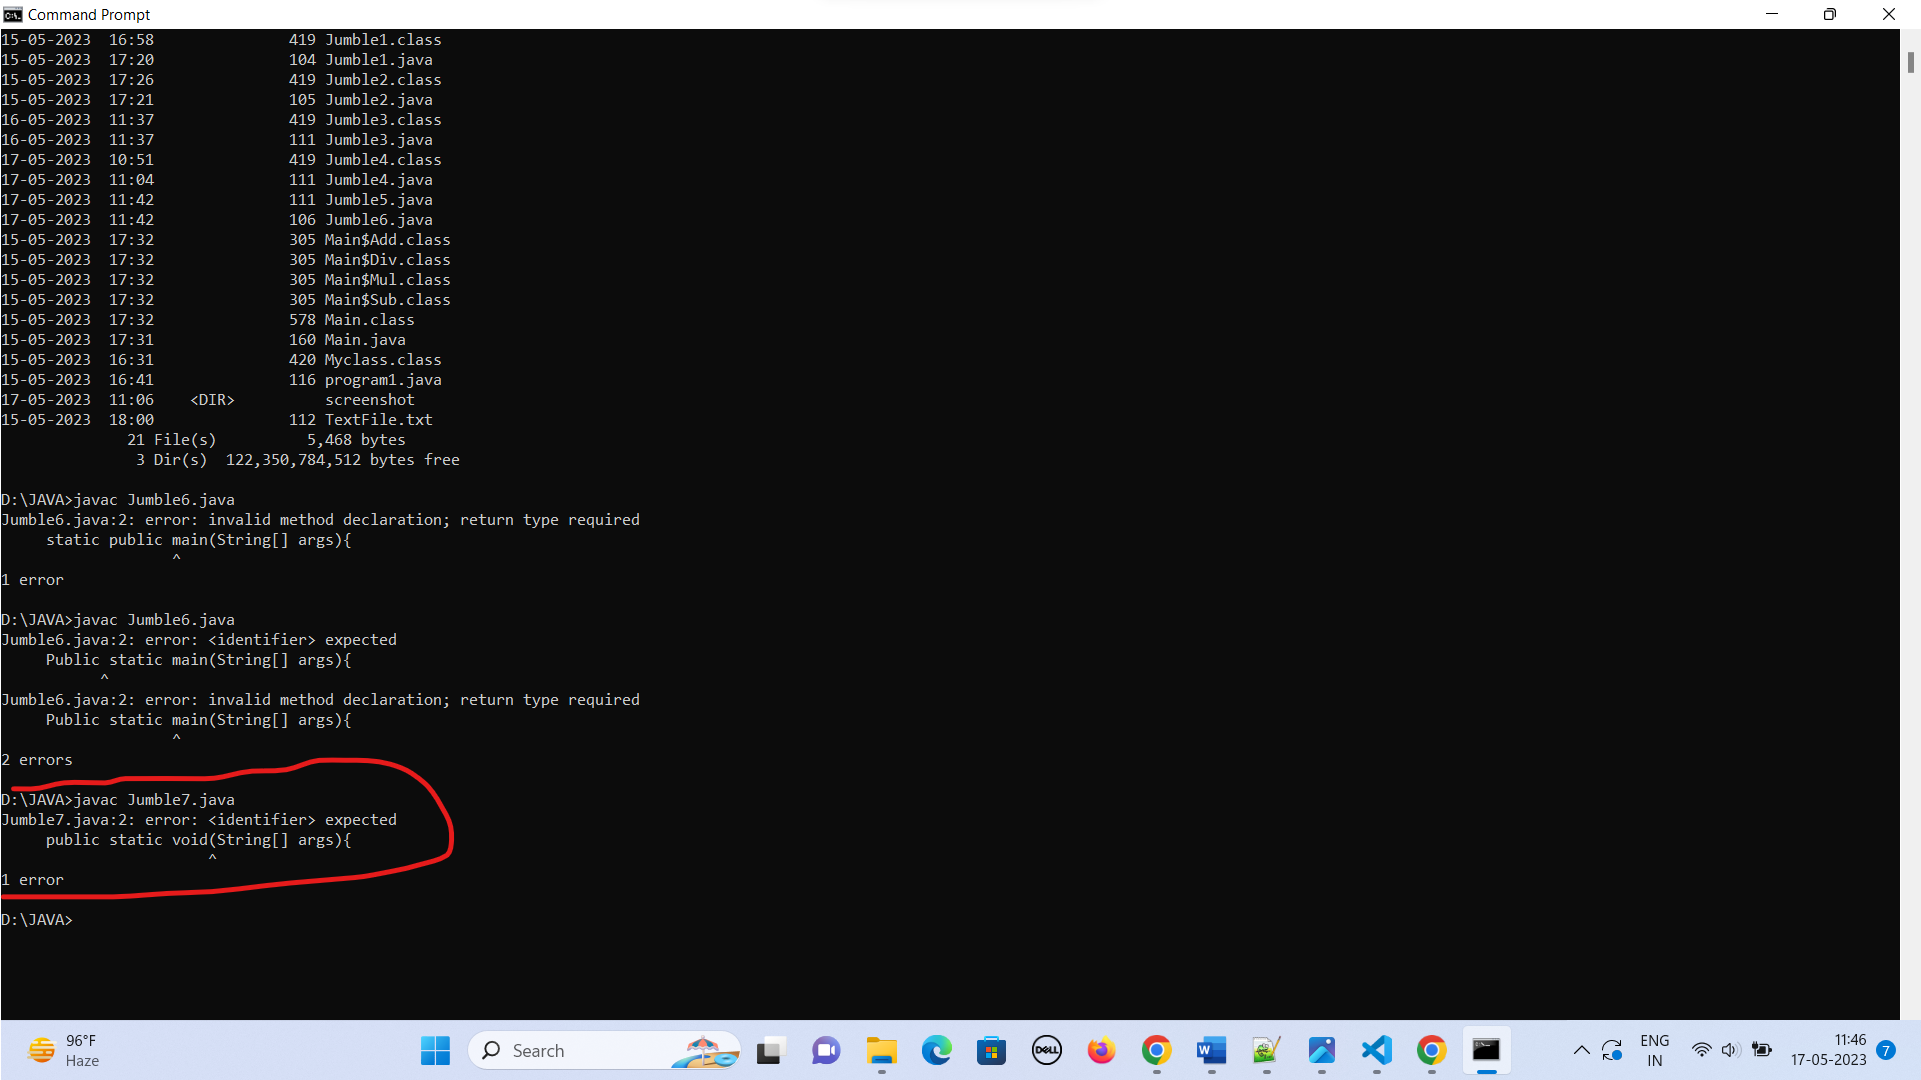 Command Prompt
15-05-2023  16:58               419 Jumble1.class
15-05-2023  17:20               104 Jumble1.java
15-05-2023  17:26               419 Jumble2.class
15-05-2023  17:21               105 Jumble2.java
16-05-2023  11:37               419 Jumble3.class
16-05-2023  11:37               111 Jumble3.java
17-05-2023  10:51               419 Jumble4.class
17-05-2023  11:04               111 Jumble4.java
17-05-2023  11:42               111 Jumble5.java
17-05-2023  11:42               106 Jumble6.java
15-05-2023  17:32               305 Main$Add.class
15-05-2023  17:32               305 Main$Div.class
15-05-2023  17:32               305 Main$Mul.class
15-05-2023  17:32               305 Main$Sub.class
15-05-2023  17:32               578 Main.class
15-05-2023  17:31               160 Main.java
15-05-2023  16:31               420 Myclass.class
15-05-2023  16:41               116 program1.java
17-05-2023  11:06    <DIR>          screenshot
15-05-2023  18:00               112 TextFile.txt
              21 File(s)          5,468 bytes
               3 Dir(s)  122,350,784,512 bytes free
D:\JAVA>javac Jumble6.java
Jumble6.java:2: error: invalid method declaration; return type required
     static public main(String[] args){
                   ^
1 error
D:\JAVA>javac Jumble6.java
Jumble6.java:2: error: <identifier> expected
     Public static main(String[] args){
           ^
Jumble6.java:2: error: invalid method declaration; return type required
     Public static main(String[] args){
                   ^
2 errors
D:\JAVA>javac Jumble7.java
Jumble7.java:2: error: <identifier> expected
     public static void(String[] args){
                       ^
1 error
D:\JAVA>
96°F
Haze
Search
DELL
ENG
IN
11:46
17-05-2023
7